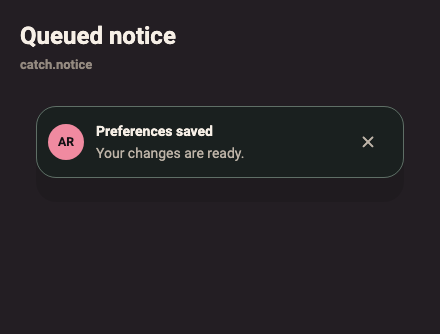 Queued notice
catch.notice
AR
Preferences saved
Your changes are ready.